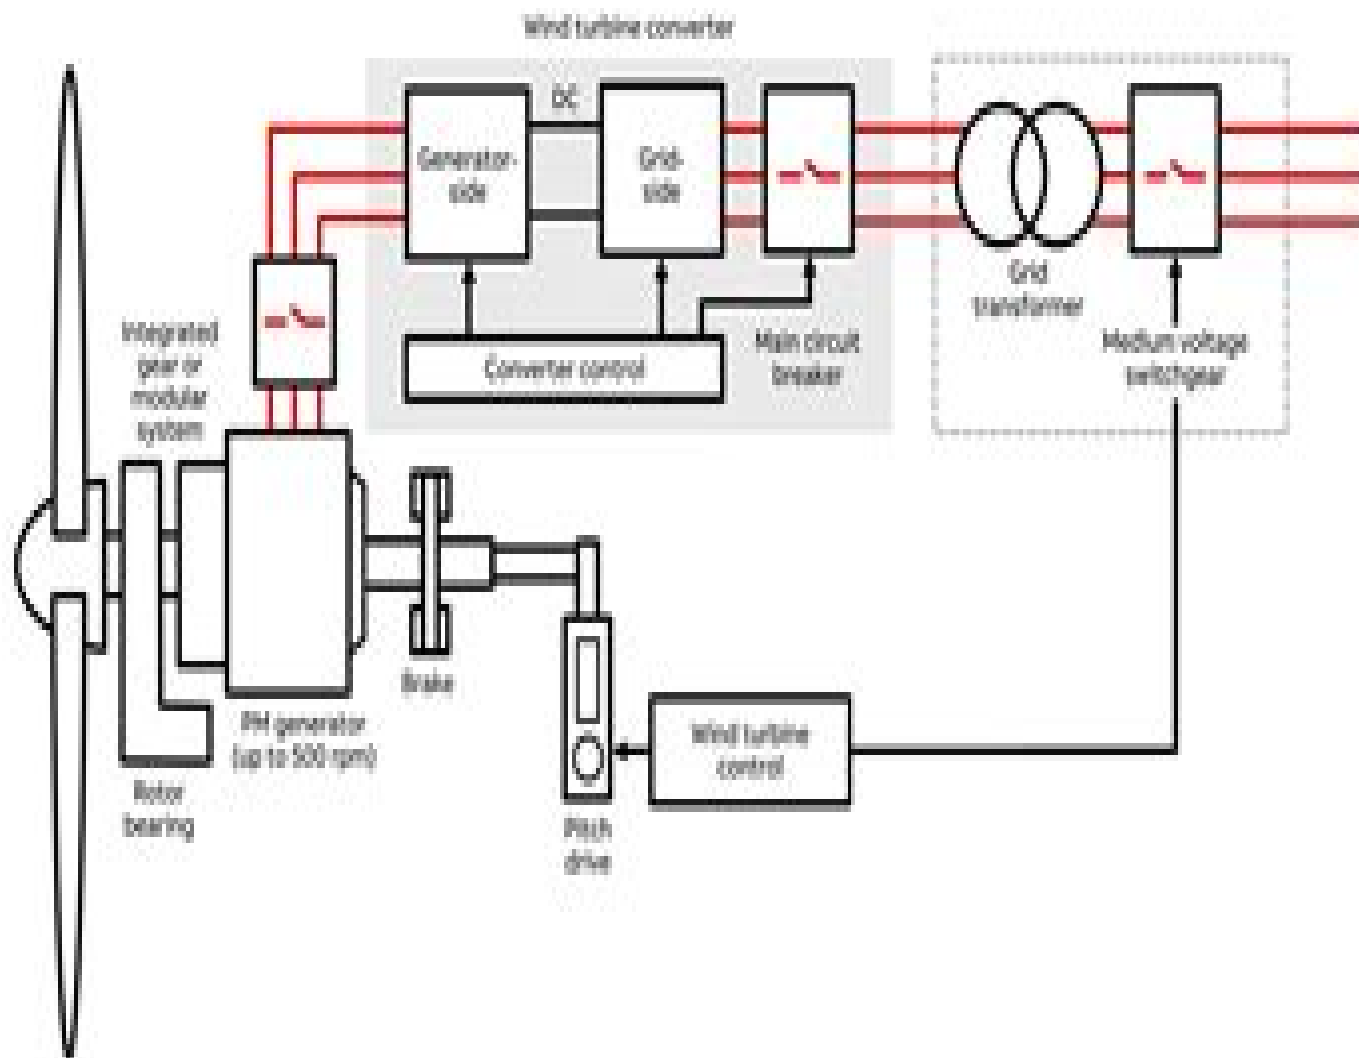 Wind turbine converter
DC
Generator-
side
Grid-
side
Converter control
Main circuit
breaker
Grid
transformer
Medium voltage
switchgear
Integrated
gear or
modular
system
Brake
PM generator
(up to 500 rpm)
Rotor
bearing
Wind turbine
control
Pitch
drive